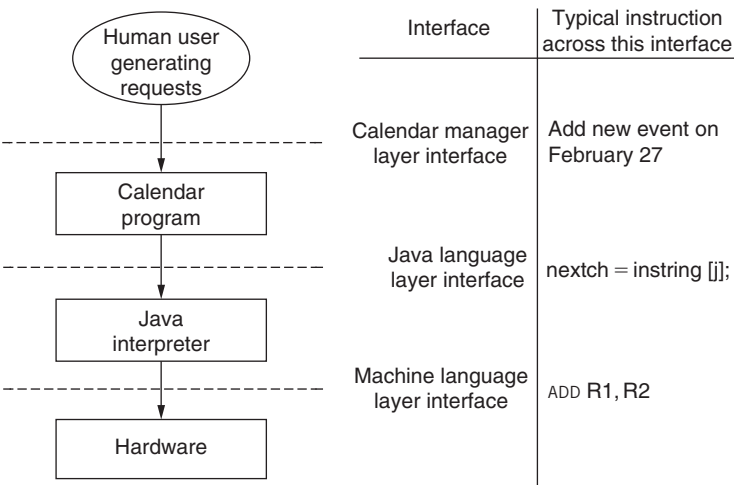 Human user
generating
requests
Calendar
program
Java
interpreter
Hardware
Interface
Typical instruction
across this interface
Calendar manager
layer interface
Add new event on
February 27
Java language
layer interface
nextch = instring [j];
Machine language
layer interface
ADD R1, R2